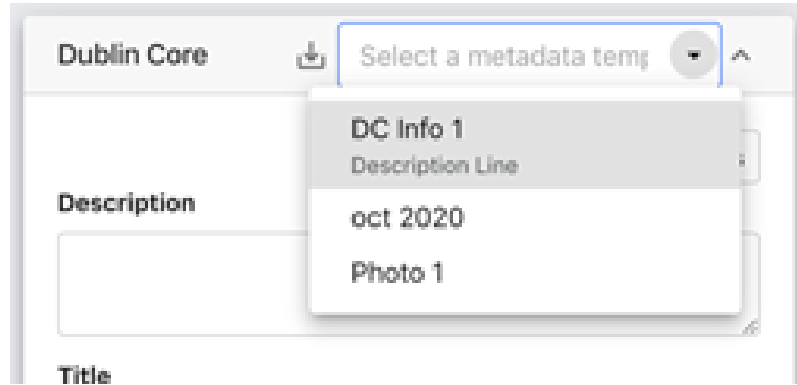 Dublin Core
Select a metadata temp
DC Info 1
Description Line
Description
oct 2020
Photo 1
Title